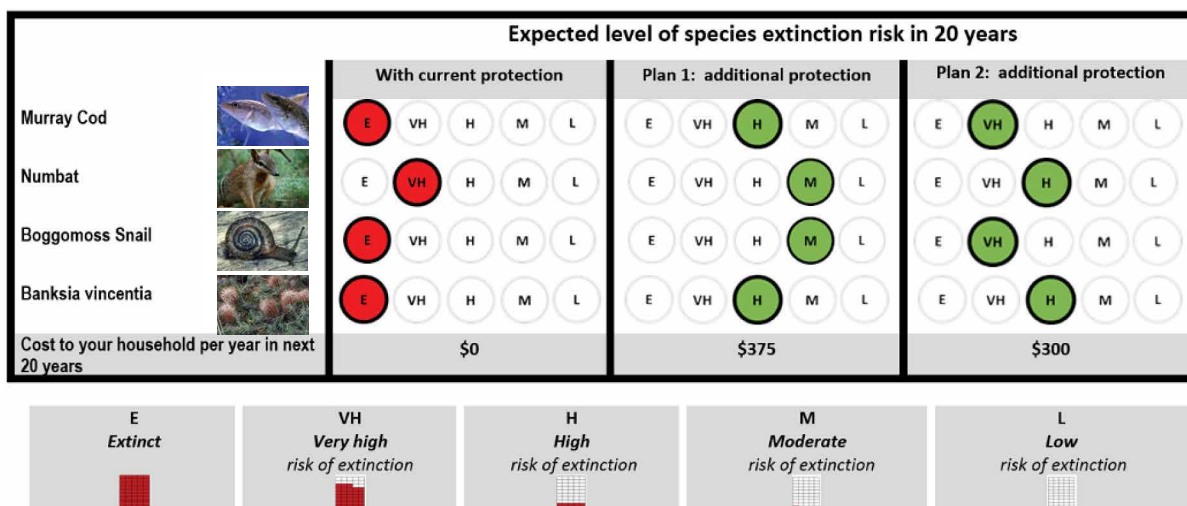 Expected level of species extinction risk in 20 years
With current protection Plan 1: additional protection Plan 2: additional protection
Murray Cod E VH H M L E VH H M L E VH H M L
Numbat E VH H M L E VH H M L E VH H M L
Boggomoss Snail E VH H M L E VH H M L E VH H M L
Banksia vincentia E VH H M L E VH H M L E VH H M L
Cost to your household per year in next
20 years $0 $375 $300
E VH H M L
Extinct Very high High Moderate Low
risk of extinction risk of extinction risk of extinction risk of extinction